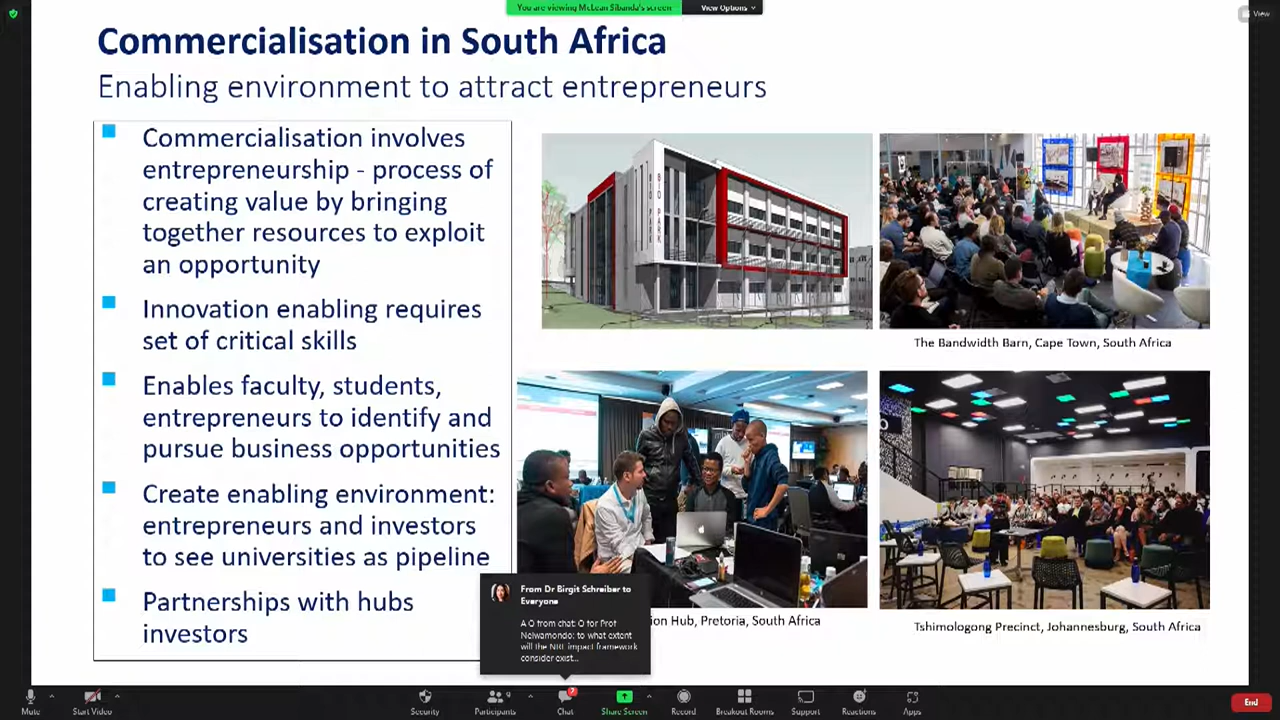 You are viewing McLean Sibanda's screen
View Options
View
Commercialisation in South Africa
Enabling environment to attract entrepreneurs
Commercialisation involves
entrepreneurship - process of
creating value by bringing
together resources to exploit
an opportunity
Innovation enabling requires
set of critical skills
Enables faculty, students,
entrepreneurs to identify and
pursue business opportunities
Create enabling environment:
entrepreneurs and investors
to see universities as pipeline
Partnerships with hubs
investors
BIO PARK
BIO PARK
The Bandwidth Barn, Cape Town, South Africa
ion Hub, Pretoria, South Africa
Tshimologong Precinct, Johannesburg, South Africa
From Dr Birgit Schreiber to
Everyone
A Q from chat: Q for Prof
Nelwamondo: to what extent
will the NRF impact framework
consider exist...
Mute
Start Video
Security
Participants
9
Chat
Share Screen
Record
Breakout Rooms
Support
Reactions
Apps
End